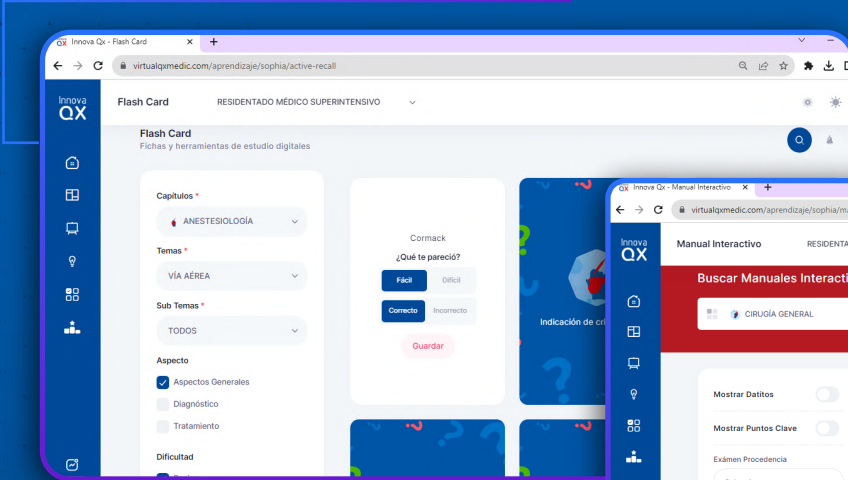 Innova Qx - Flash Card
virtualqxmedic.com/aprendizaje/sophia/active-recall
Innova
QX
Flash Card
RESIDENTADO MÉDICO SUPERINTENSIVO
Flash Card
Fichas y herramientas de estudio digitales
Capítulos *
ANESTESIOLOGÍA
Temas *
VÍA AÉREA
Sub Temas *
TODOS
Aspecto
Aspectos Generales
Diagnóstico
Tratamiento
Dificultad
Cormack
¿Qué te pareció?
Fácil
Difícil
Correcto
Incorrecto
Guardar
Indicación de cri
Innova Qx - Manual Interactivo
virtualqxmedic.com/aprendizaje/sophia/ma
Innova
QX
Manual Interactivo
RESIDENTA
Buscar Manuales Interacti
CIRUGÍA GENERAL
Mostrar Datitos
Mostrar Puntos Clave
Exámen Procedencia